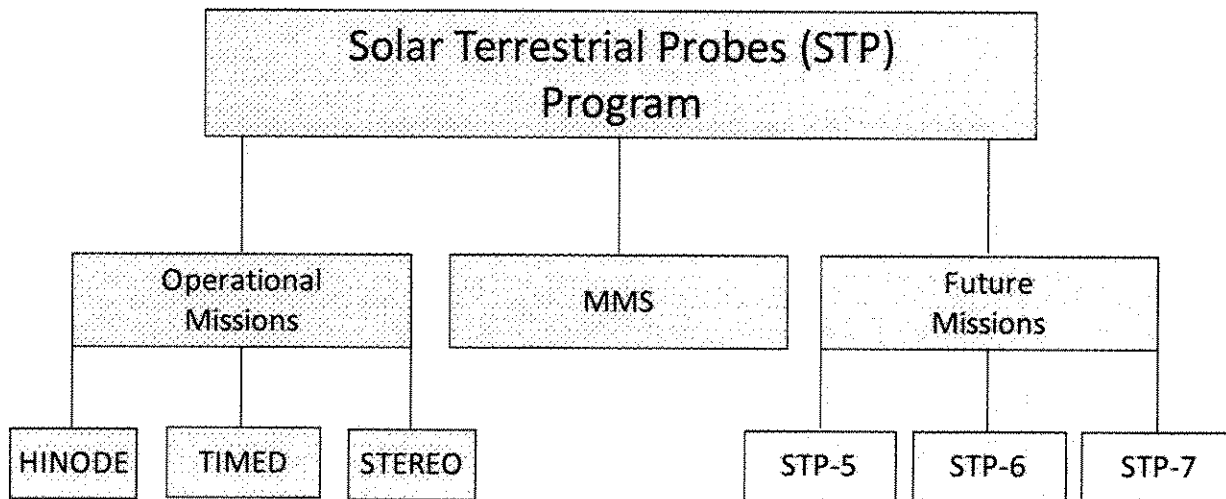 Solar Terrestrial Probes (STP)
Program
Operational
Missions
MMS
Future
Missions
HINODE
TIMED
STEREO
STP-5
STP-6
STP-7